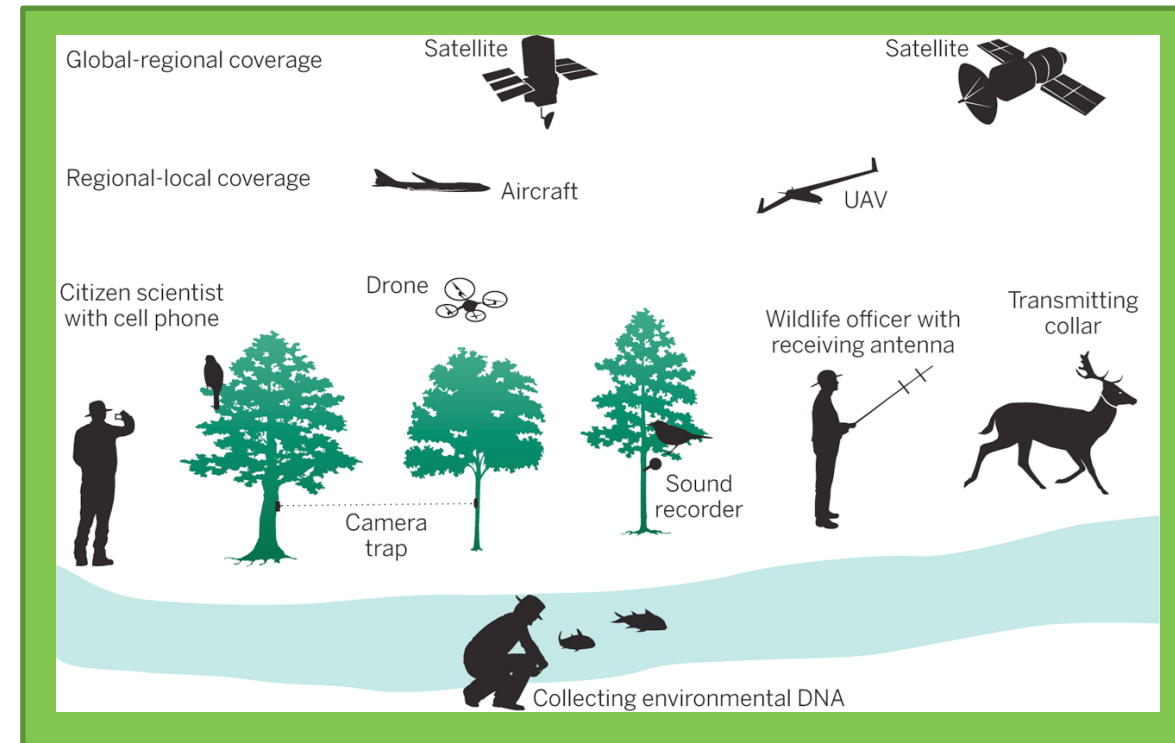 Global-regional coverage
Satellite
Satellite
Regional-local coverage
Aircraft
UAV
Citizen scientist
with cell phone
Drone
Wildlife officer with
receiving antenna
Transmitting
collar
Camera
trap
Sound
recorder
Collecting environmental DNA